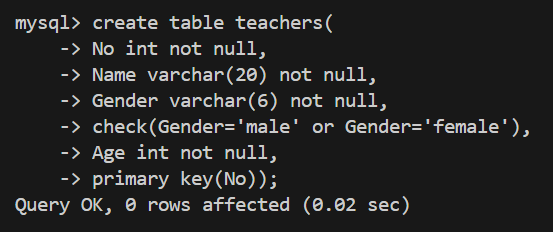 mysql> create table teachers(
    -> No int not null,
    -> Name varchar(20) not null,
    -> Gender varchar(6) not null,
    -> check(Gender='male' or Gender='female'),
    -> Age int not null,
    -> primary key(No));
Query OK, 0 rows affected (0.02 sec)